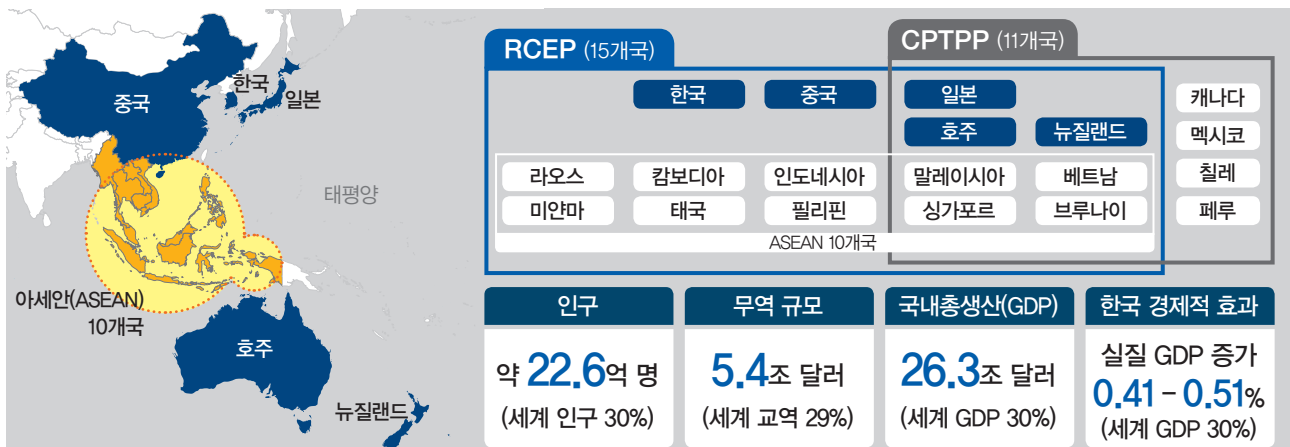 한국
중국
일본
태평양
아세안(ASEAN)
10개국
호주
뉴질랜드
RCEP (15개국)
CPTPP (11개국)
한국 중국 일본 캐나다
호주 뉴질랜드 멕시코
라오스 캄보디아 인도네시아 말레이시아 베트남 칠레
미얀마 태국 필리핀 싱가포르 브루나이 페루
ASEAN 10개국
인구
약 22.6억 명
(세계 인구 30%)
무역 규모
5.4조 달러
(세계 교역 29%)
국내총생산(GDP)
26.3조 달러
(세계 GDP 30%)
한국 경제적 효과
실질 GDP 증가
0.41 – 0.51%
(세계 GDP 30%)